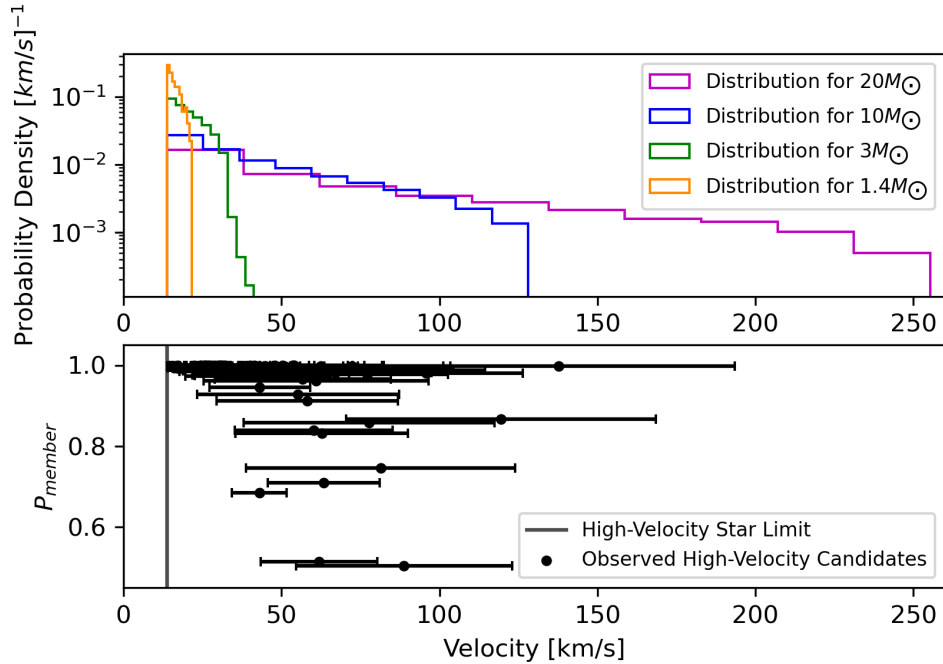 Probability Density [km/s]⁻¹
10⁻¹
10⁻²
10⁻³
Distribution for 20M☉
Distribution for 10M☉
Distribution for 3M☉
Distribution for 1.4M☉
0 50 100 150 200 250
P_member
1.0
0.8
0.6
High-Velocity Star Limit
Observed High-Velocity Candidates
0 50 100 150 200 250
Velocity [km/s]